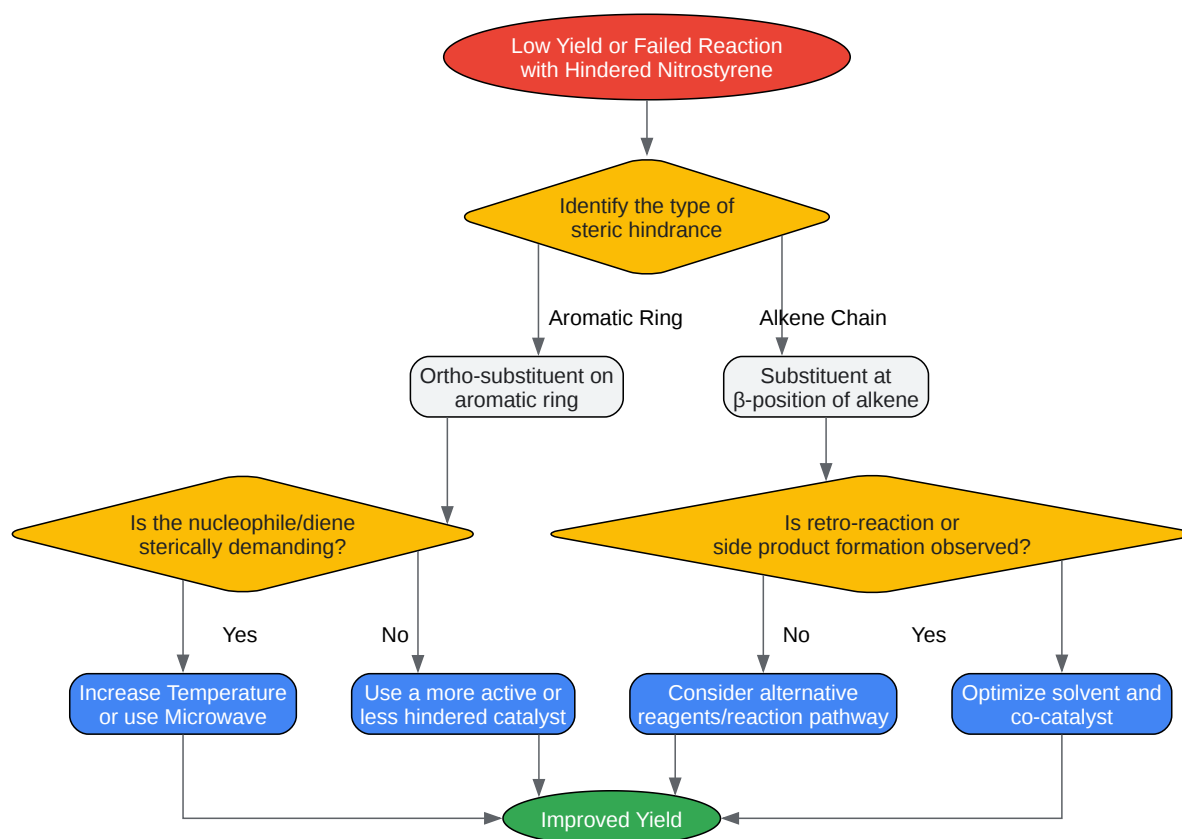 Low Yield or Failed Reaction
with Hindered Nitrostyrene
Identify the type of
steric hindrance
Aromatic Ring
Alkene Chain
Ortho-substituent on
aromatic ring
Substituent at
β-position of alkene
Is the nucleophile/diene
sterically demanding?
Is retro-reaction or
side product formation observed?
Yes
No
No
Yes
Increase Temperature
or use Microwave
Use a more active or
less hindered catalyst
Consider alternative
reagents/reaction pathway
Optimize solvent and
co-catalyst
Improved Yield